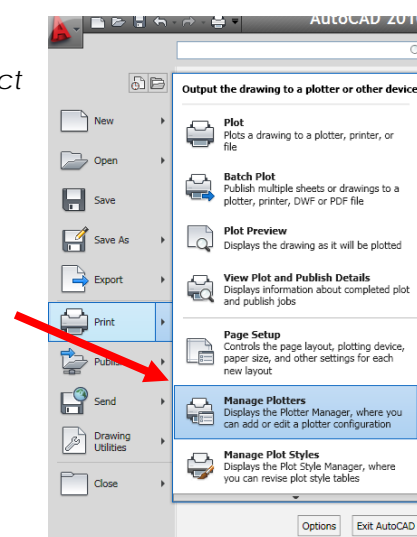 AutoCAD 201
ct
Output the drawing to a plotter or other device
New
Open
Save
Save As
Export
Print
Publis
Send
Drawing
Utilities
Close
Plot
Plots a drawing to a plotter, printer, or
file
Batch Plot
Publish multiple sheets or drawings to a
plotter, printer, DWF or PDF file
Plot Preview
Displays the drawing as it will be plotted
View Plot and Publish Details
Displays information about completed plot
and publish jobs
Page Setup
Controls the page layout, plotting device,
paper size, and other settings for each
new layout
Manage Plotters
Displays the Plotter Manager, where you
can add or edit a plotter configuration
Manage Plot Styles
Displays the Plot Style Manager, where
you can revise plot style tables
Options
Exit AutoCAD